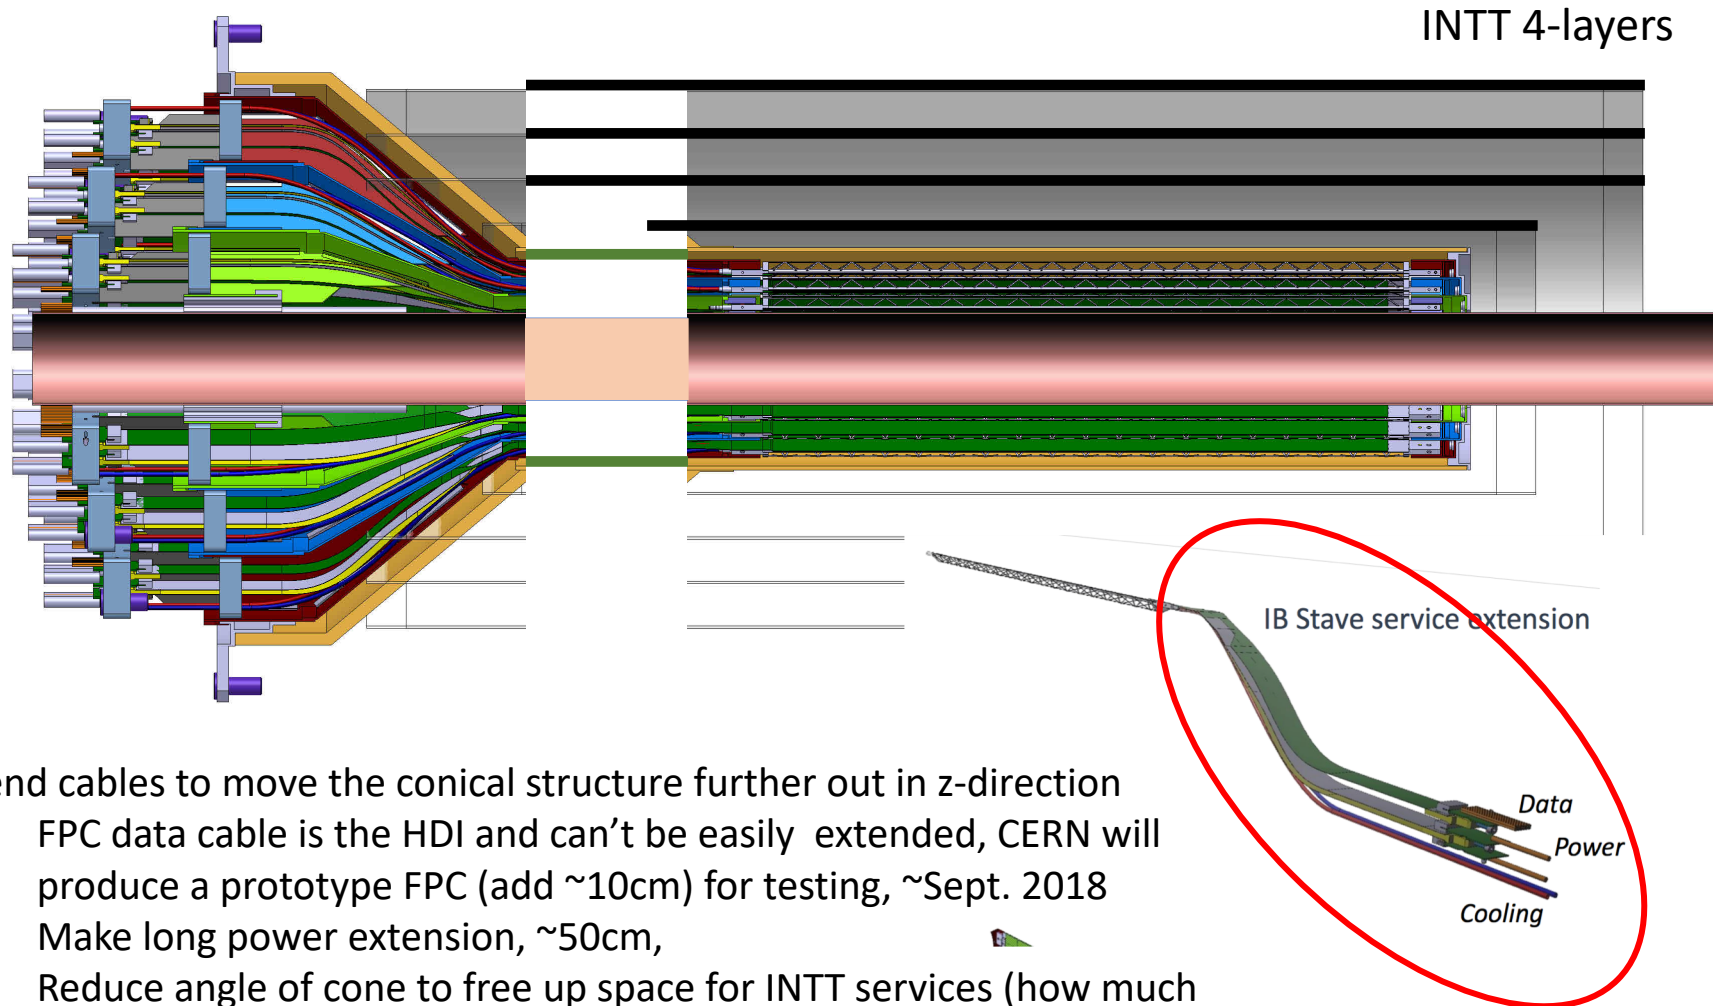 INTT 4-layers
IB Stave service extension
Data
Power
Cooling
end cables to move the conical structure further out in z-direction
FPC data cable is the HDI and can’t be easily  extended, CERN will
produce a prototype FPC (add ~10cm) for testing, ~Sept. 2018
Make long power extension, ~50cm,
Reduce angle of cone to free up space for INTT services (how much